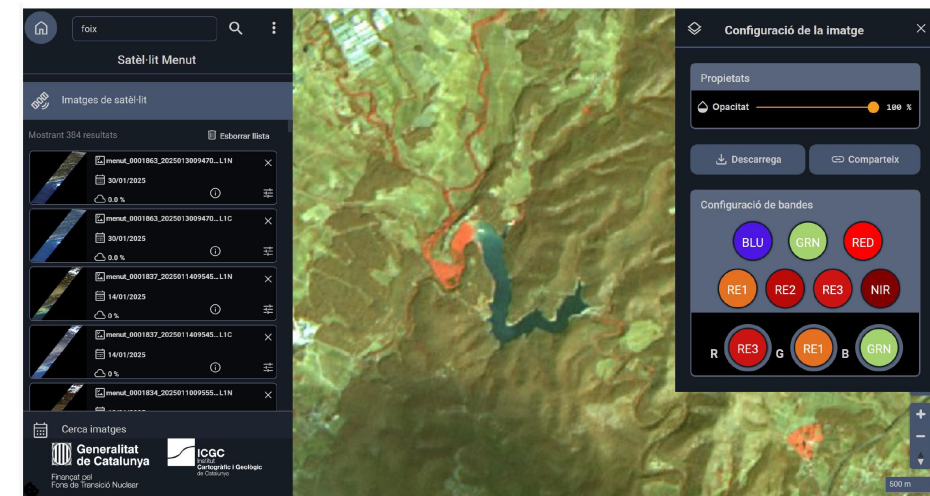 foix
Satèl·lit Menut
Imatges de satèl·lit
Mostrant 384 resultats
Esborrar llista
menut_0001863_2025013009470...L1N
30/01/2025
0.0 %
menut_0001863_2025013009470...L1C
30/01/2025
0.0 %
menut_0001837_2025011409545...L1N
14/01/2025
0 %
menut_0001837_2025011409545...L1C
14/01/2025
0 %
menut_0001834_2025011009555...L1N
Cerca imatges
Generalitat
de Catalunya
Finançat pel
Fons de Transició Nuclear
ICGC
Institut
Cartogràfic i Geològic
de Catalunya
Configuració de la imatge
Propietats
Opacitat 100 %
Descarrega
Comparteix
Configuració de bandes
BLU GRN RED
RE1 RE2 RE3 NIR
R RE3 G RE1 B GRN
500 m